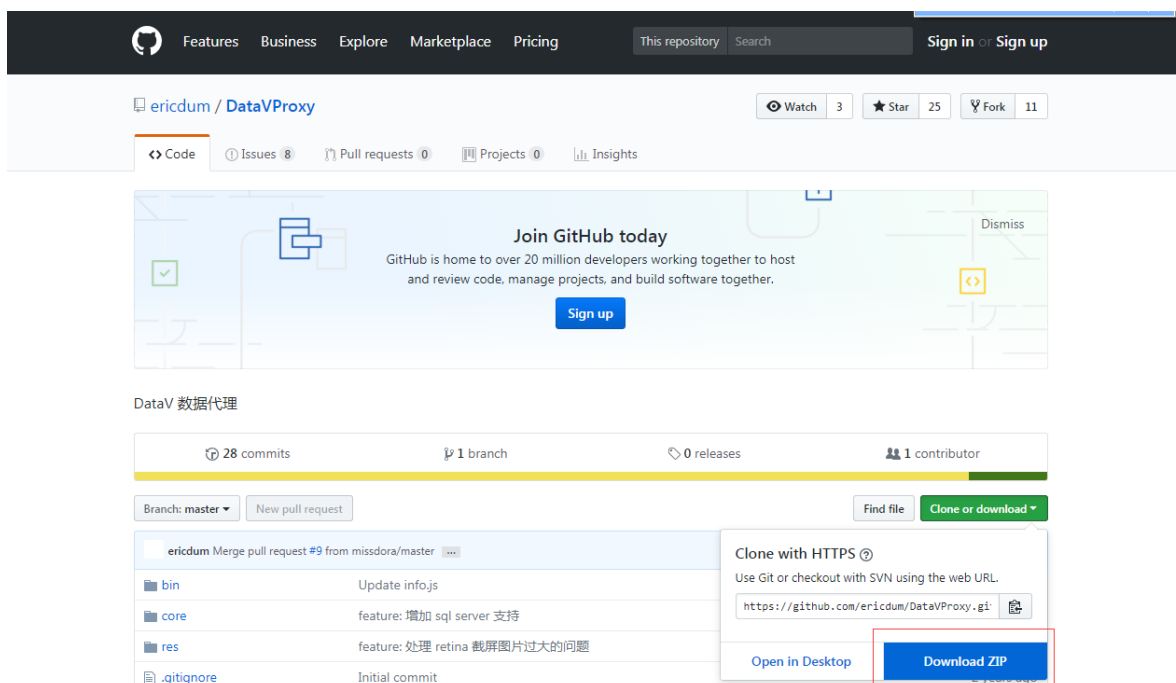 Features Business Explore Marketplace Pricing This repository Search Sign in or Sign up
ericdum / DataVProxy Watch 3 Star 25 Fork 11
Code Issues 8 Pull requests 0 Projects 0 Insights
Dismiss
Join GitHub today
GitHub is home to over 20 million developers working together to host
and review code, manage projects, and build software together.
Sign up
DataV 数据代理
28 commits 1 branch 0 releases 1 contributor
Branch: master New pull request Find file Clone or download
ericdum Merge pull request #9 from missdora/master ...
Clone with HTTPS
Use Git or checkout with SVN using the web URL.
https://github.com/ericdum/DataVProxy.gi
Open in Desktop Download ZIP
bin Update info.js
core feature: 增加 sql server 支持
res feature: 处理 retina 截屏图片过大的问题
.gitignore Initial commit 2 years ago